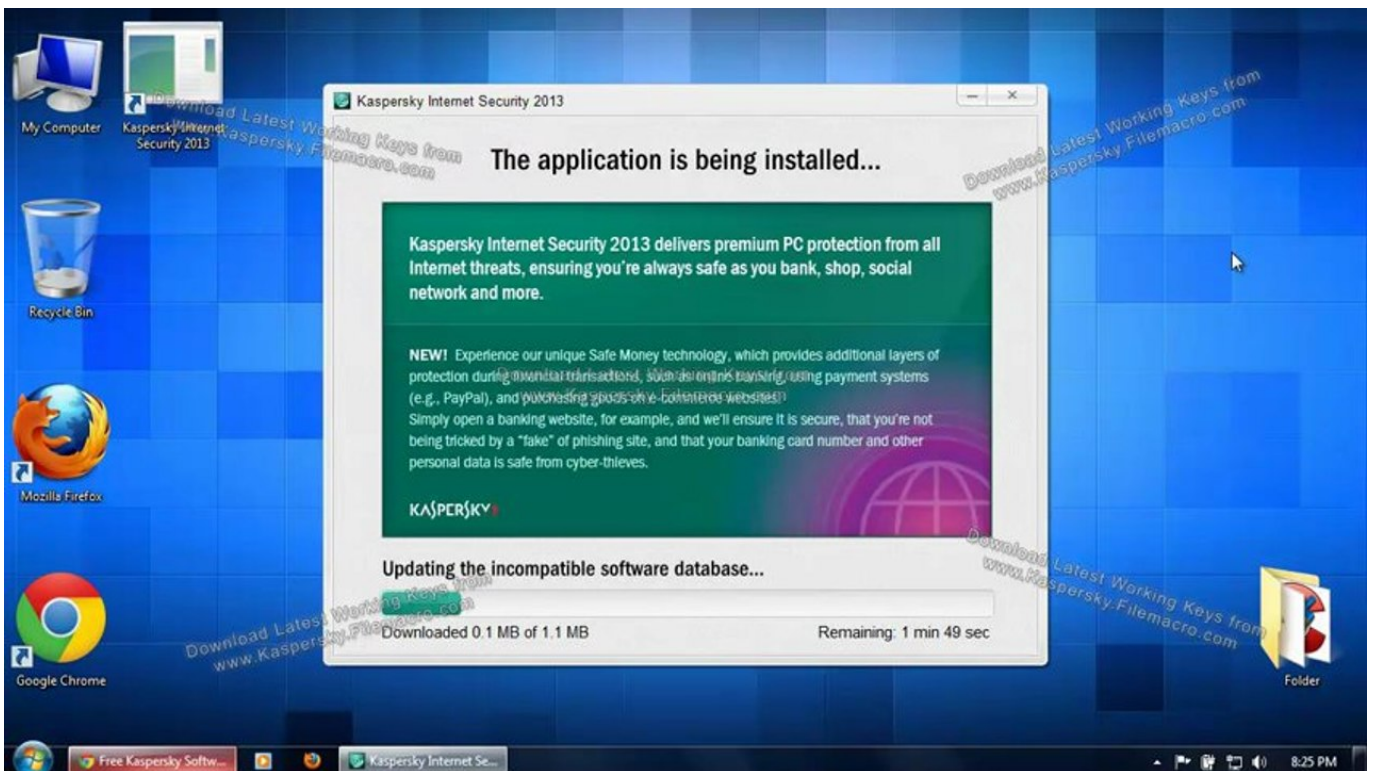 My Computer
Kaspersky Internet
Security 2013
Recycle Bin
Mozilla Firefox
Google Chrome
Folder
Kaspersky Internet Security 2013
The application is being installed...
Kaspersky Internet Security 2013 delivers premium PC protection from all
Internet threats, ensuring you're always safe as you bank, shop, social
network and more.
NEW! Experience our unique Safe Money technology, which provides additional layers of
protection during financial transactions, such as online banking, using payment systems
(e.g., PayPal), and purchasing goods on e-commerce websites.
Simply open a banking website, for example, and we'll ensure it is secure, that you're not
being tricked by a "fake" of phishing site, and that your banking card number and other
personal data is safe from cyber-thieves.
KASPERSKY
Updating the incompatible software database...
Downloaded 0.1 MB of 1.1 MB
Remaining: 1 min 49 sec
Download Latest Working Keys from
www.Kaspersky.Filemacro.com
Download Latest Working Keys from
www.Kaspersky.Filemacro.com
Download Latest Working Keys from
www.Kaspersky.Filemacro.com
Download Latest Working Keys from
www.Kaspersky.Filemacro.com
Download Latest Working Keys from
www.Kaspersky.Filemacro.com
Free Kaspersky Softw...
Kaspersky Internet Se...
8:25 PM